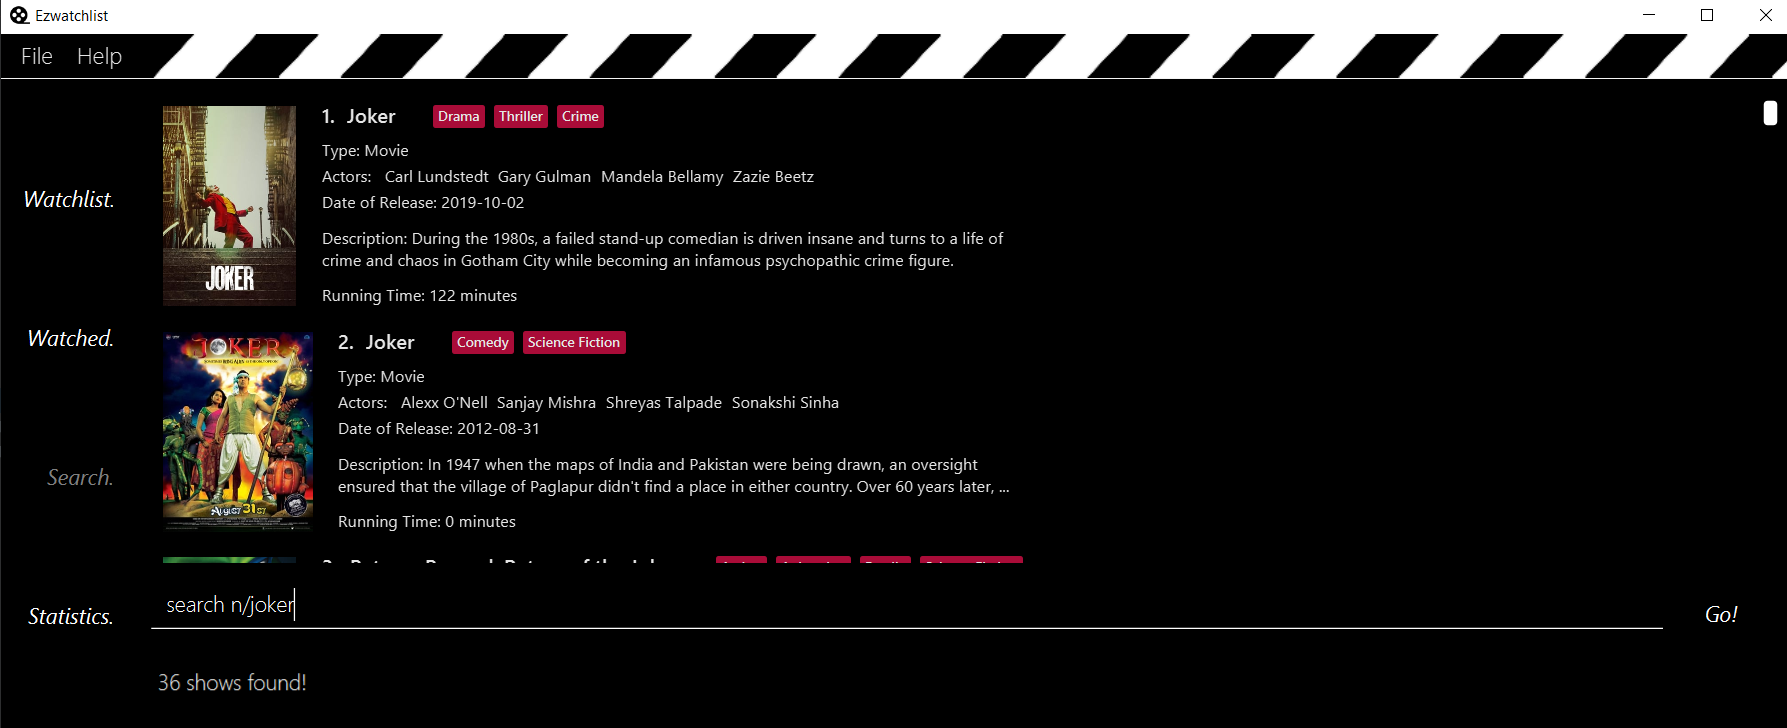 Ezwatchlist
File Help
Watchlist.
Watched.
Search.
Statistics.
JOKER
1. Joker Drama Thriller Crime
Type: Movie
Actors: Carl Lundstedt Gary Gulman Mandela Bellamy Zazie Beetz
Date of Release: 2019-10-02
Description: During the 1980s, a failed stand-up comedian is driven insane and turns to a life of
crime and chaos in Gotham City while becoming an infamous psychopathic crime figure.
Running Time: 122 minutes
JOKER
AUGUST 31ST
2. Joker Comedy Science Fiction
Type: Movie
Actors: Alexx O'Nell Sanjay Mishra Shreyas Talpade Sonakshi Sinha
Date of Release: 2012-08-31
Description: In 1947 when the maps of India and Pakistan were being drawn, an oversight
ensured that the village of Paglapur didn't find a place in either country. Over 60 years later, ...
Running Time: 0 minutes
search n/joker
Go!
36 shows found!